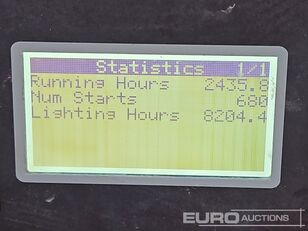 Statistics 1/1
Running Hours 2435.8
Num Starts 680
Lighting Hours 8204.4
EURO AUCTIONS